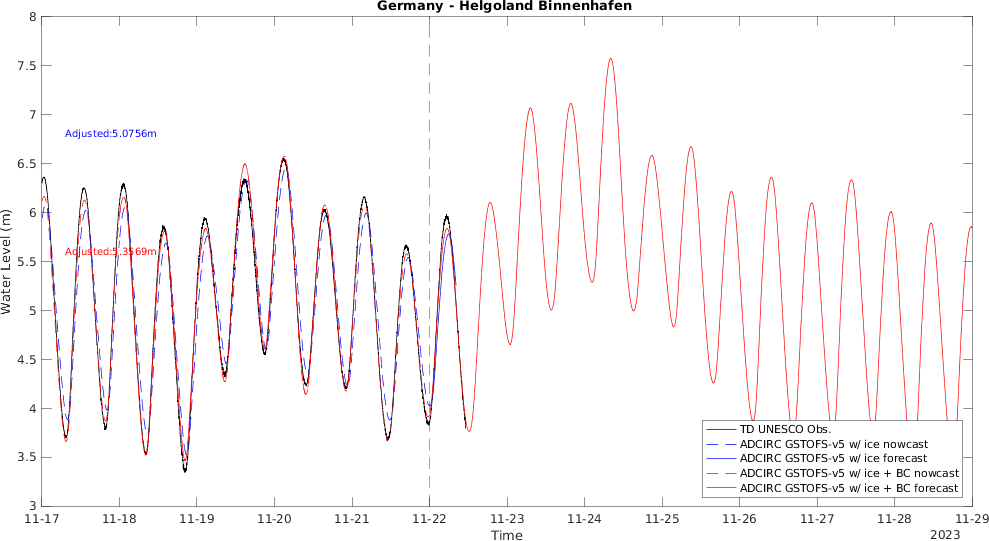 Germany - Helgoland Binnenhafen
8
7.5
7
6.5
6
5.5
5
4.5
4
3.5
3
Water Level (m)
Adjusted:5.0756m
Adjusted:5.3569m
TD UNESCO Obs.
ADCIRC GSTOFS-v5 w/ ice nowcast
ADCIRC GSTOFS-v5 w/ ice forecast
ADCIRC GSTOFS-v5 w/ ice + BC nowcast
ADCIRC GSTOFS-v5 w/ ice + BC forecast
11-17 11-18 11-19 11-20 11-21 11-22 11-23 11-24 11-25 11-26 11-27 11-28 11-29
Time
2023